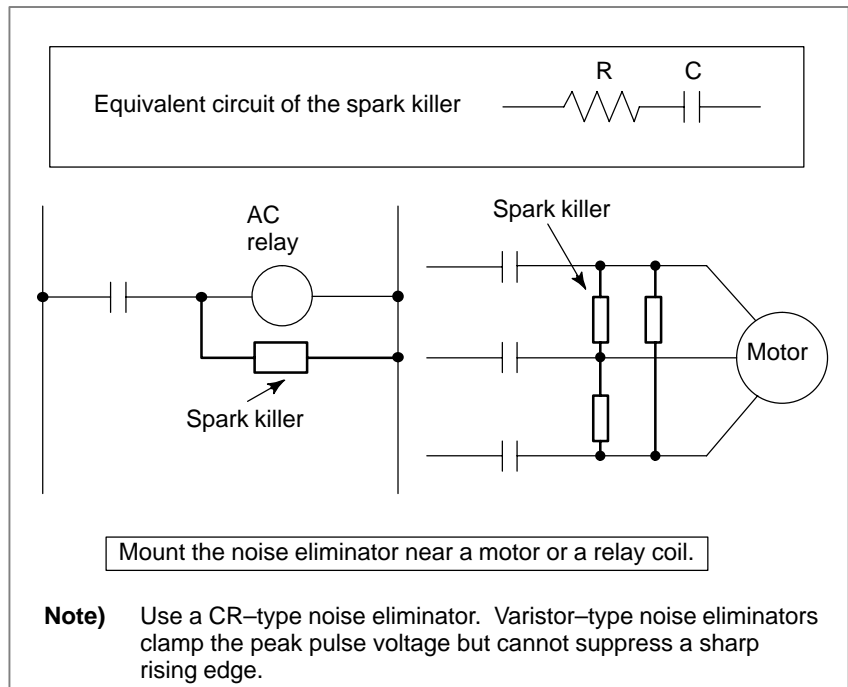 R
C
Equivalent circuit of the spark killer
AC
relay
Spark killer
Spark killer
Motor
Mount the noise eliminator near a motor or a relay coil.
Note) Use a CR–type noise eliminator. Varistor–type noise eliminators
clamp the peak pulse voltage but cannot suppress a sharp
rising edge.